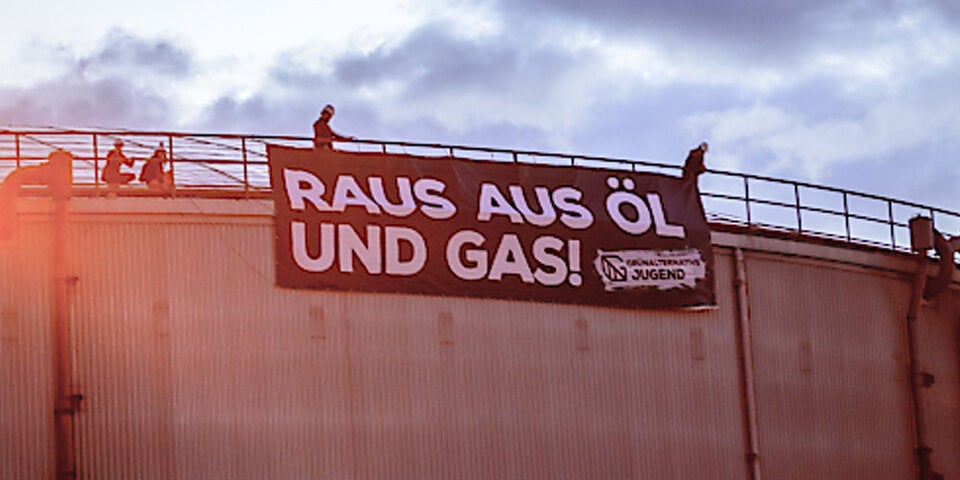 RAUS AUS ÖL
UND GAS!
GRÜNALTERNATIVE
JUGEND